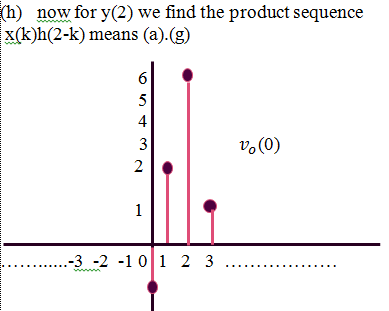 (h) now for y(2) we find the product sequence
x(k)h(2-k) means (a).(g)
6
5
4
3
2
1
v₀(0)
...........-3 -2 -1 0 1 2 3 ..................